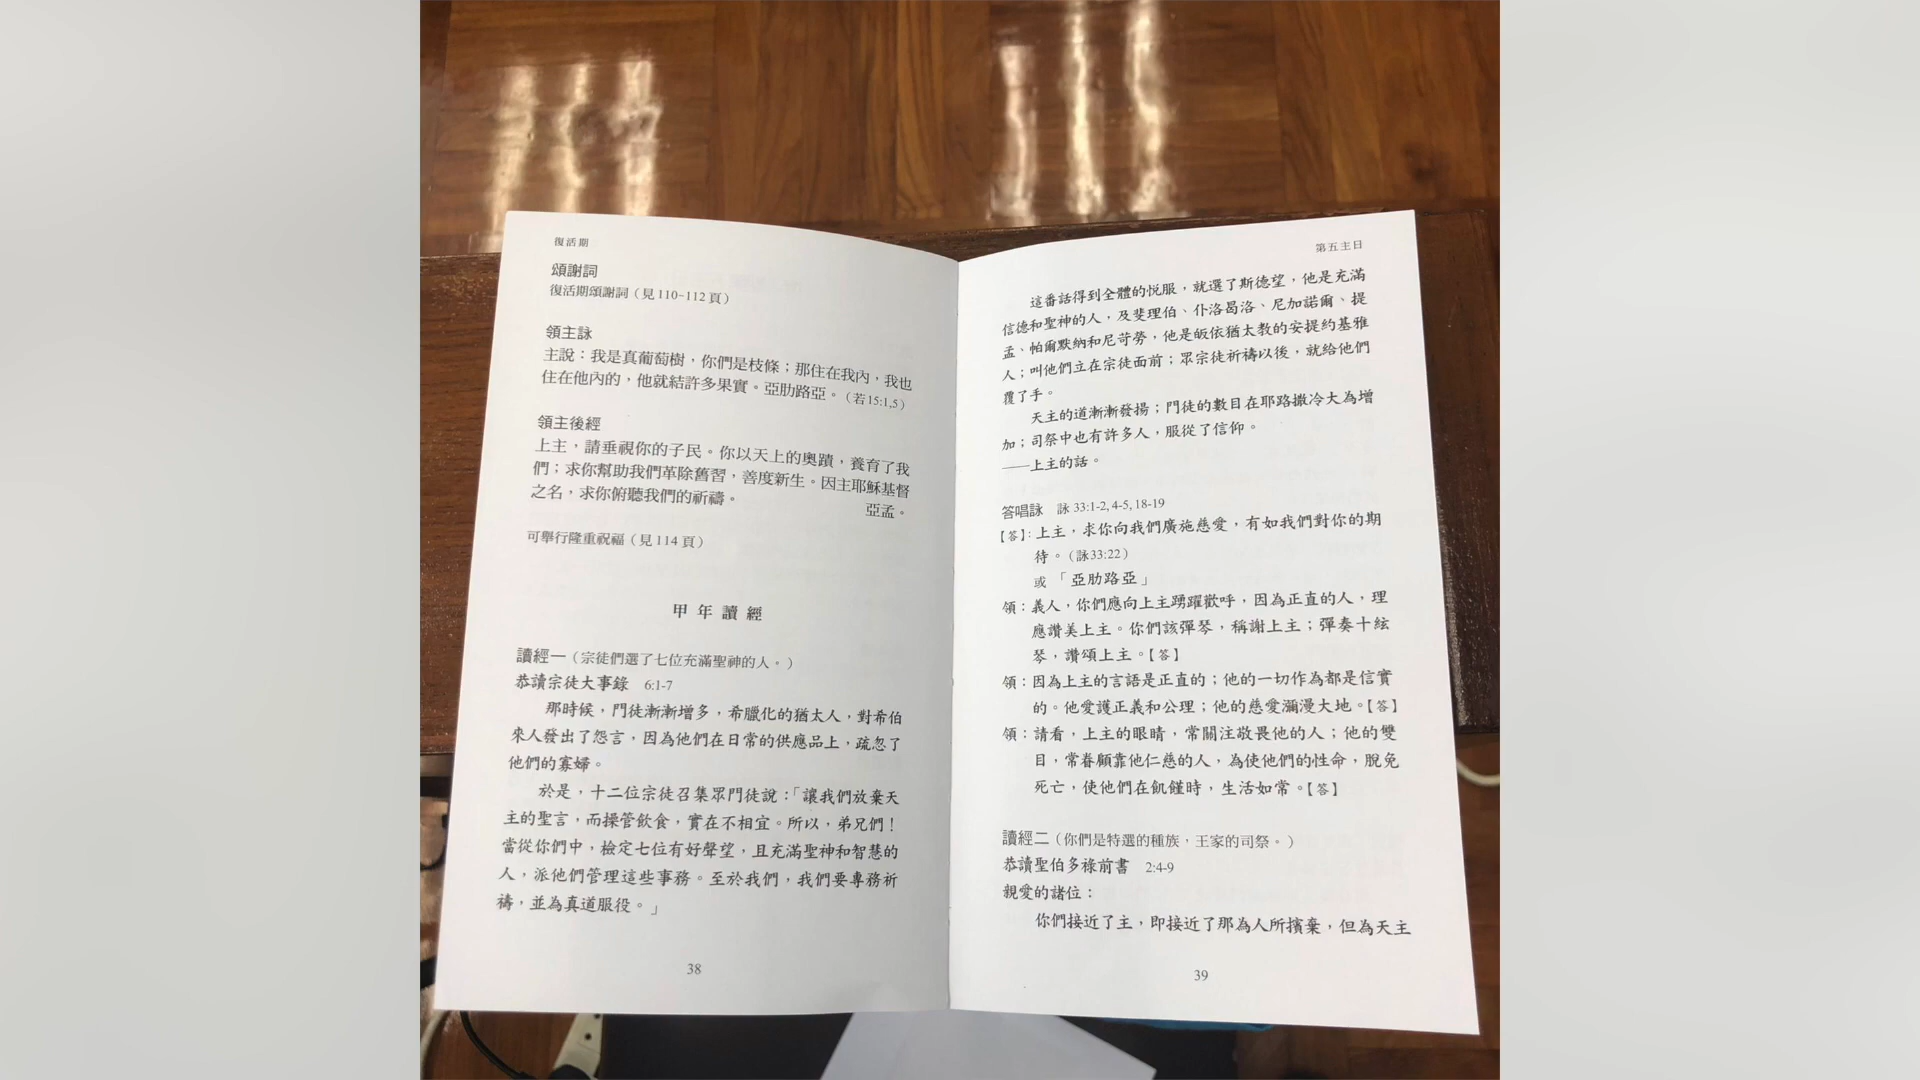 復活期
頌謝詞
復活期頌謝詞（見110-112頁）
領主詠
主說：我是真葡萄樹，你們是枝條；那住在我內，我也
住在他內的，他就結許多果實。亞肋路亞。（若15:1,5）
領主後經
上主，請垂視你的子民。你以天上的奧蹟，養育了我
們；求你幫助我們革除舊習，善度新生。因主耶穌基督
之名，求你俯聽我們的祈禱。 亞孟。
可舉行隆重祝福（見114頁）
甲年讀經
讀經一（宗徒們選了七位充滿聖神的人。）
恭讀宗徒大事錄 6:1-7
那時候，門徒漸漸增多，希臘化的猶太人，對希伯
來人發出了怨言，因為他們在日常的供應品上，疏忽了
他們的寡婦。
於是，十二位宗徒召集眾門徒說：「讓我們放棄天
主的聖言，而操管飲食，實在不相宜。所以，弟兄們！
當從你們中，檢定七位有好聲望，且充滿聖神和智慧的
人，派他們管理這些事務。至於我們，我們要專務祈
禱，並為真道服役。」
38
第五主日
這番話得到全體的悅服，就選了斯德望，他是充滿
信德和聖神的人，及斐理伯、仆洛曷洛、尼加諾爾、提
孟、帕爾默納和尼苛勞，他是皈依猶太教的安提約基雅
人；叫他們立在宗徒面前；眾宗徒祈禱以後，就給他們
覆了手。
天主的道漸漸發揚；門徒的數目在耶路撒冷大為增
加；司祭中也有許多人，服從了信仰。
——上主的話。
答唱詠 詠33:1-2, 4-5, 18-19
【答】：上主，求你向我們廣施慈愛，有如我們對你的期
待。（詠33:22）
或 「亞肋路亞」
領：義人，你們應向上主踴躍歡呼，因為正直的人，理
應讚美上主。你們該彈琴，稱謝上主；彈奏十絃
琴，讚頌上主。【答】
領：因為上主的言語是正直的；他的一切作為都是信實
的。他愛護正義和公理；他的慈愛瀰漫大地。【答】
領：請看，上主的眼睛，常關注敬畏他的人；他的雙
目，常眷顧靠他仁慈的人，為使他們的性命，脫免
死亡，使他們在飢饉時，生活如常。【答】
讀經二（你們是特選的種族，王家的司祭。）
恭讀聖伯多祿前書 2:4-9
親愛的諸位：
你們接近了主，即接近了那為人所擯棄，但為天主
39